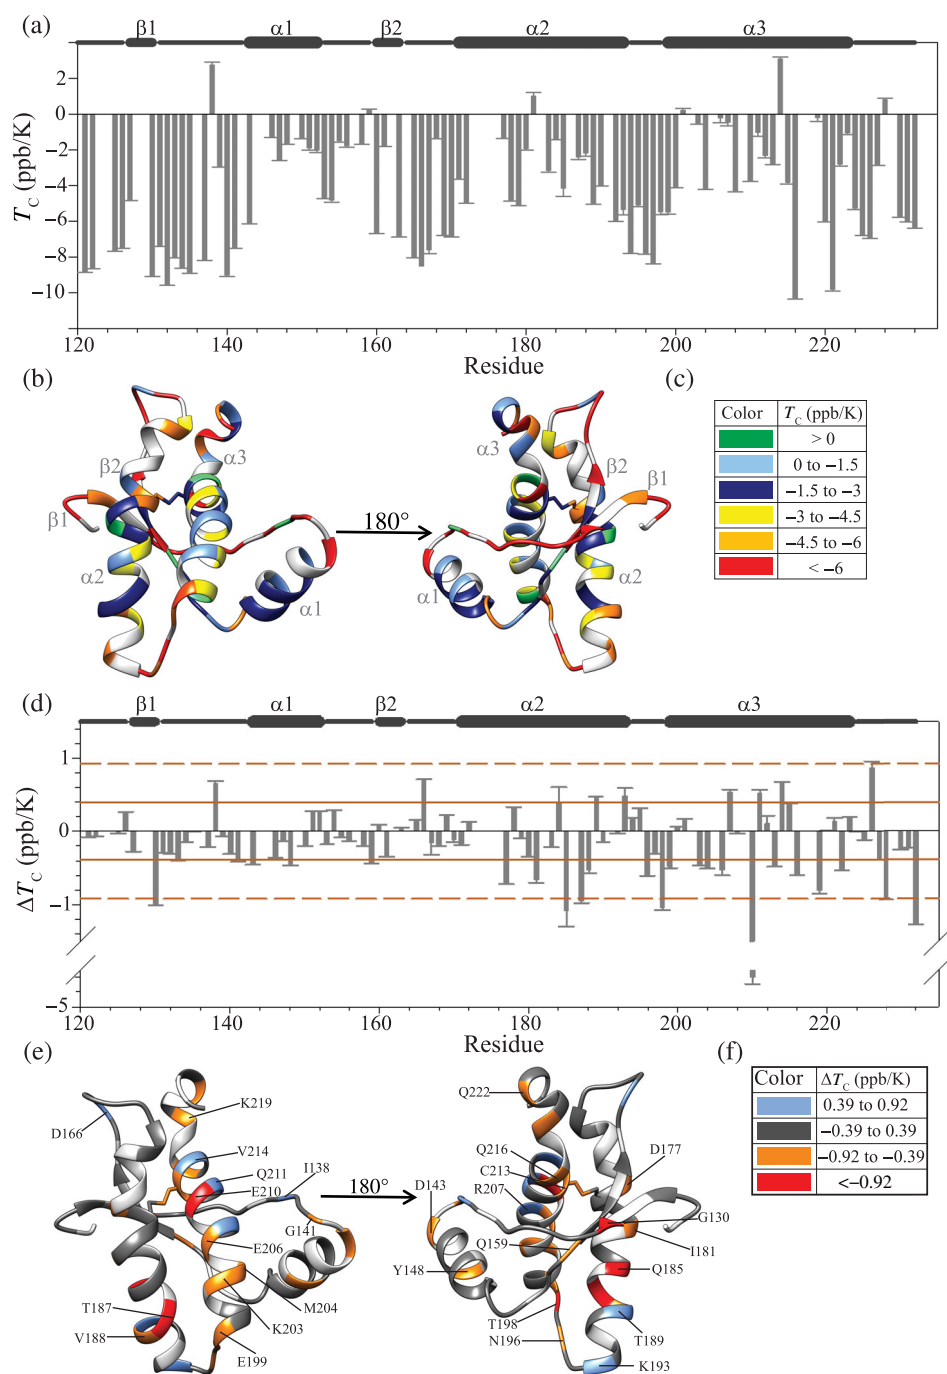 (a)
β1
α1
β2
α2
α3
2
0
−2
−4
−6
−8
−10
−12
T_C (ppb/K)
120
140
160
180
200
220
Residue
(b)
(c)
β2
α3
β1
α2
α1
180°
α3
β2
β1
α1
α2
Color T_C (ppb/K)
> 0
0 to −1.5
−1.5 to −3
−3 to −4.5
−4.5 to −6
< −6
(d)
β1
α1
β2
α2
α3
1
0
−1
−5
ΔT_C (ppb/K)
120
140
160
180
200
220
Residue
(e)
(f)
K219
D166
V214
Q211
I138
E210
G141
E206
M204
T187
K203
V188
E199
180°
Q222
Q216
D177
C213
D143
R207
G130
Q159
I181
Y148
Q185
T198
T189
N196
K193
Color ΔT_C (ppb/K)
0.39 to 0.92
−0.39 to 0.39
−0.92 to −0.39
<−0.92